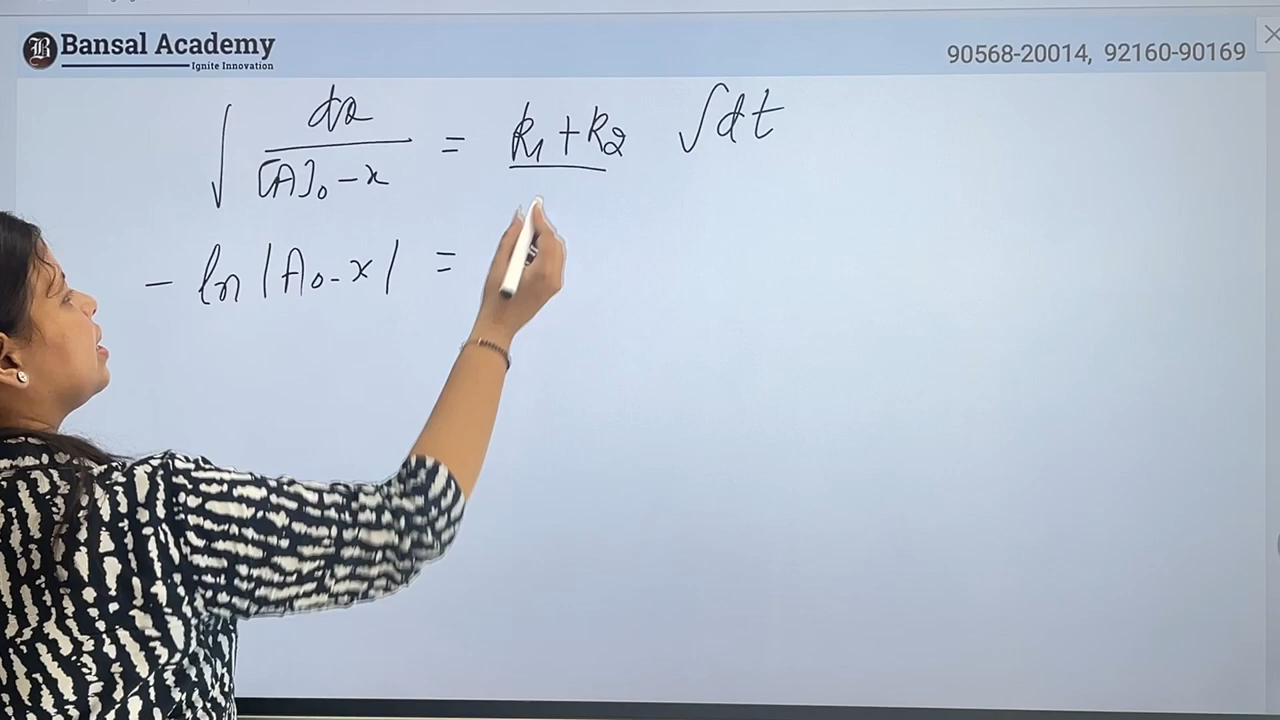 Bansal Academy
Ignite Innovation
90568-20014, 92160-90169
∫ dx / [A]₀ - x = k₁ + k₂ ∫dt
- ln |A₀ - x| =